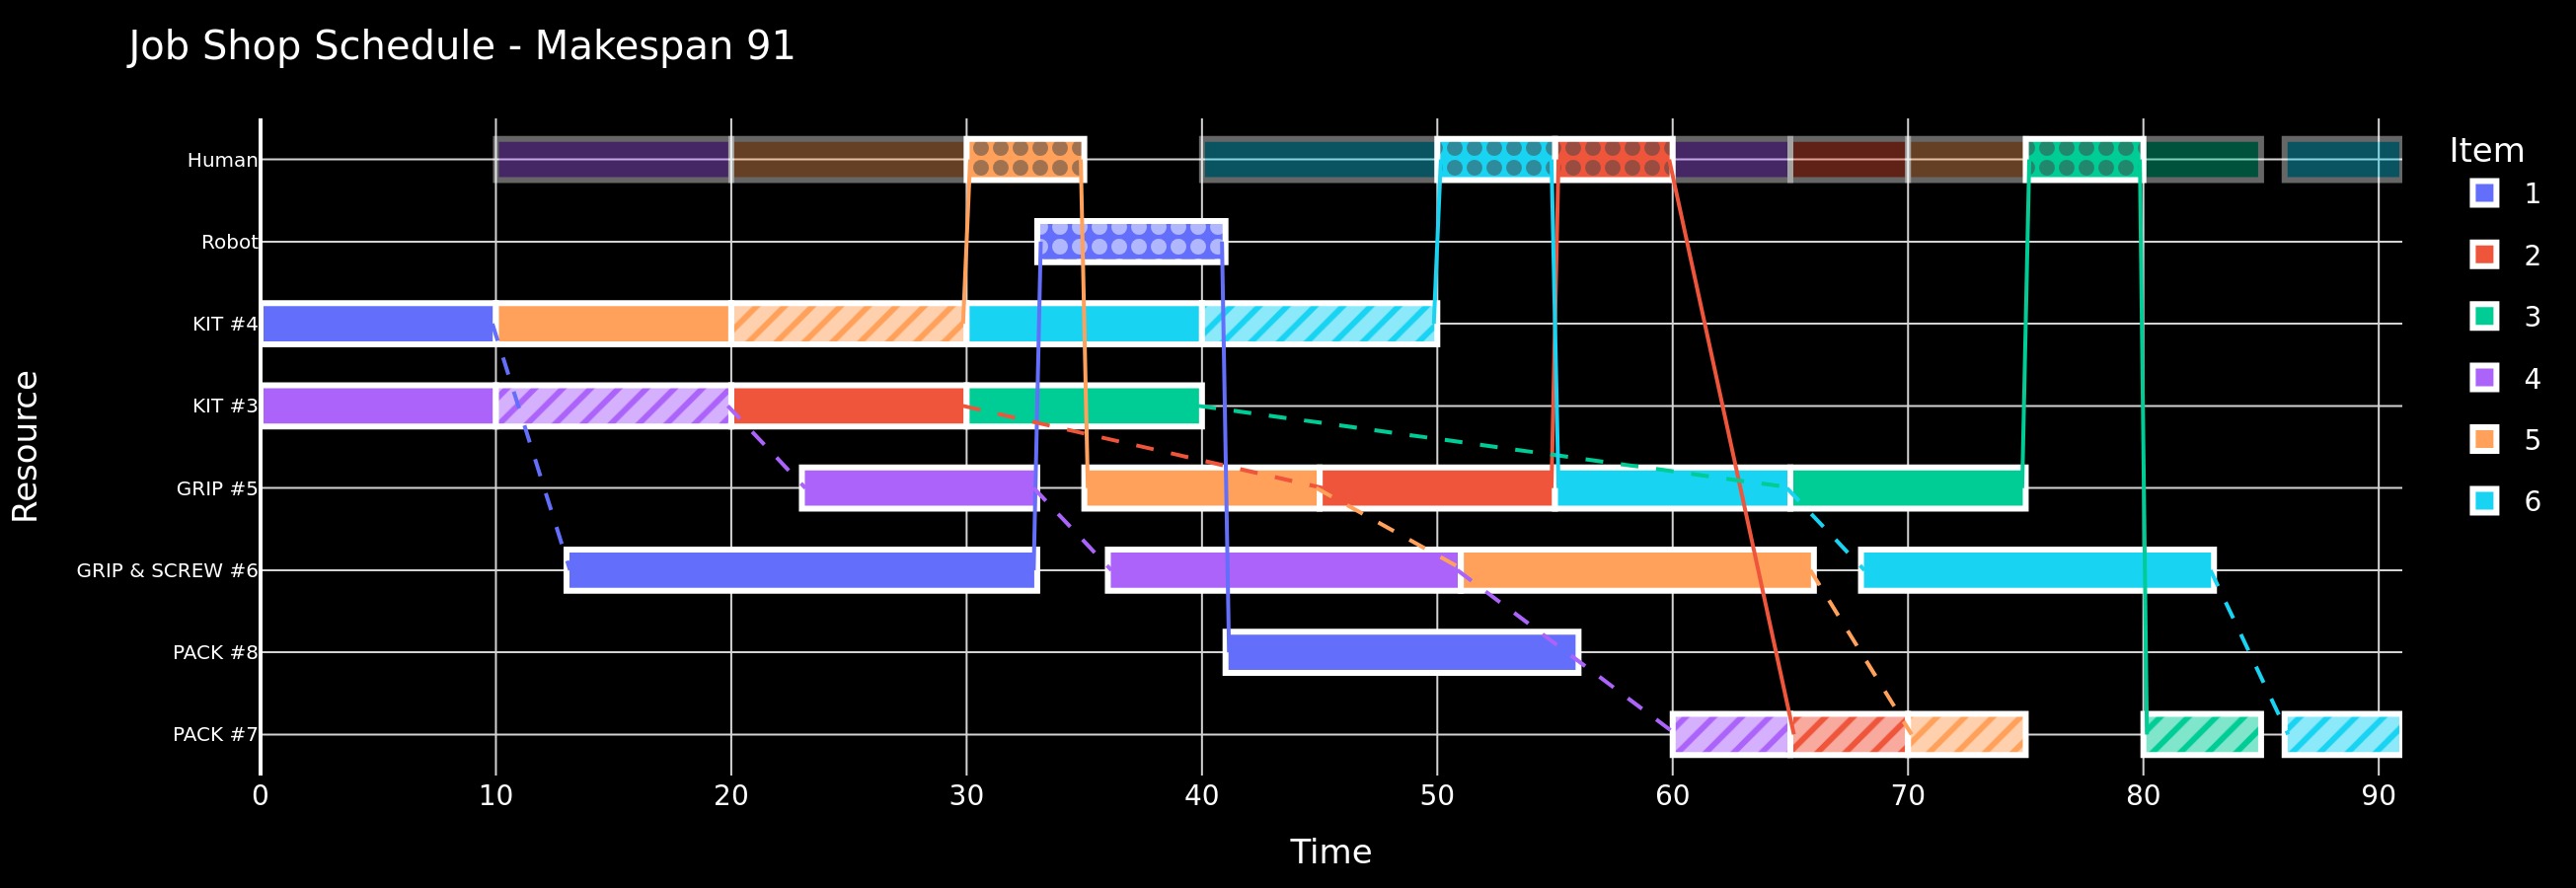 Job Shop Schedule - Makespan 91
Item
1
2
3
4
5
6
Resource
Human
Robot
KIT #4
KIT #3
GRIP #5
GRIP & SCREW #6
PACK #8
PACK #7
0 10 20 30 40 50 60 70 80 90
Time